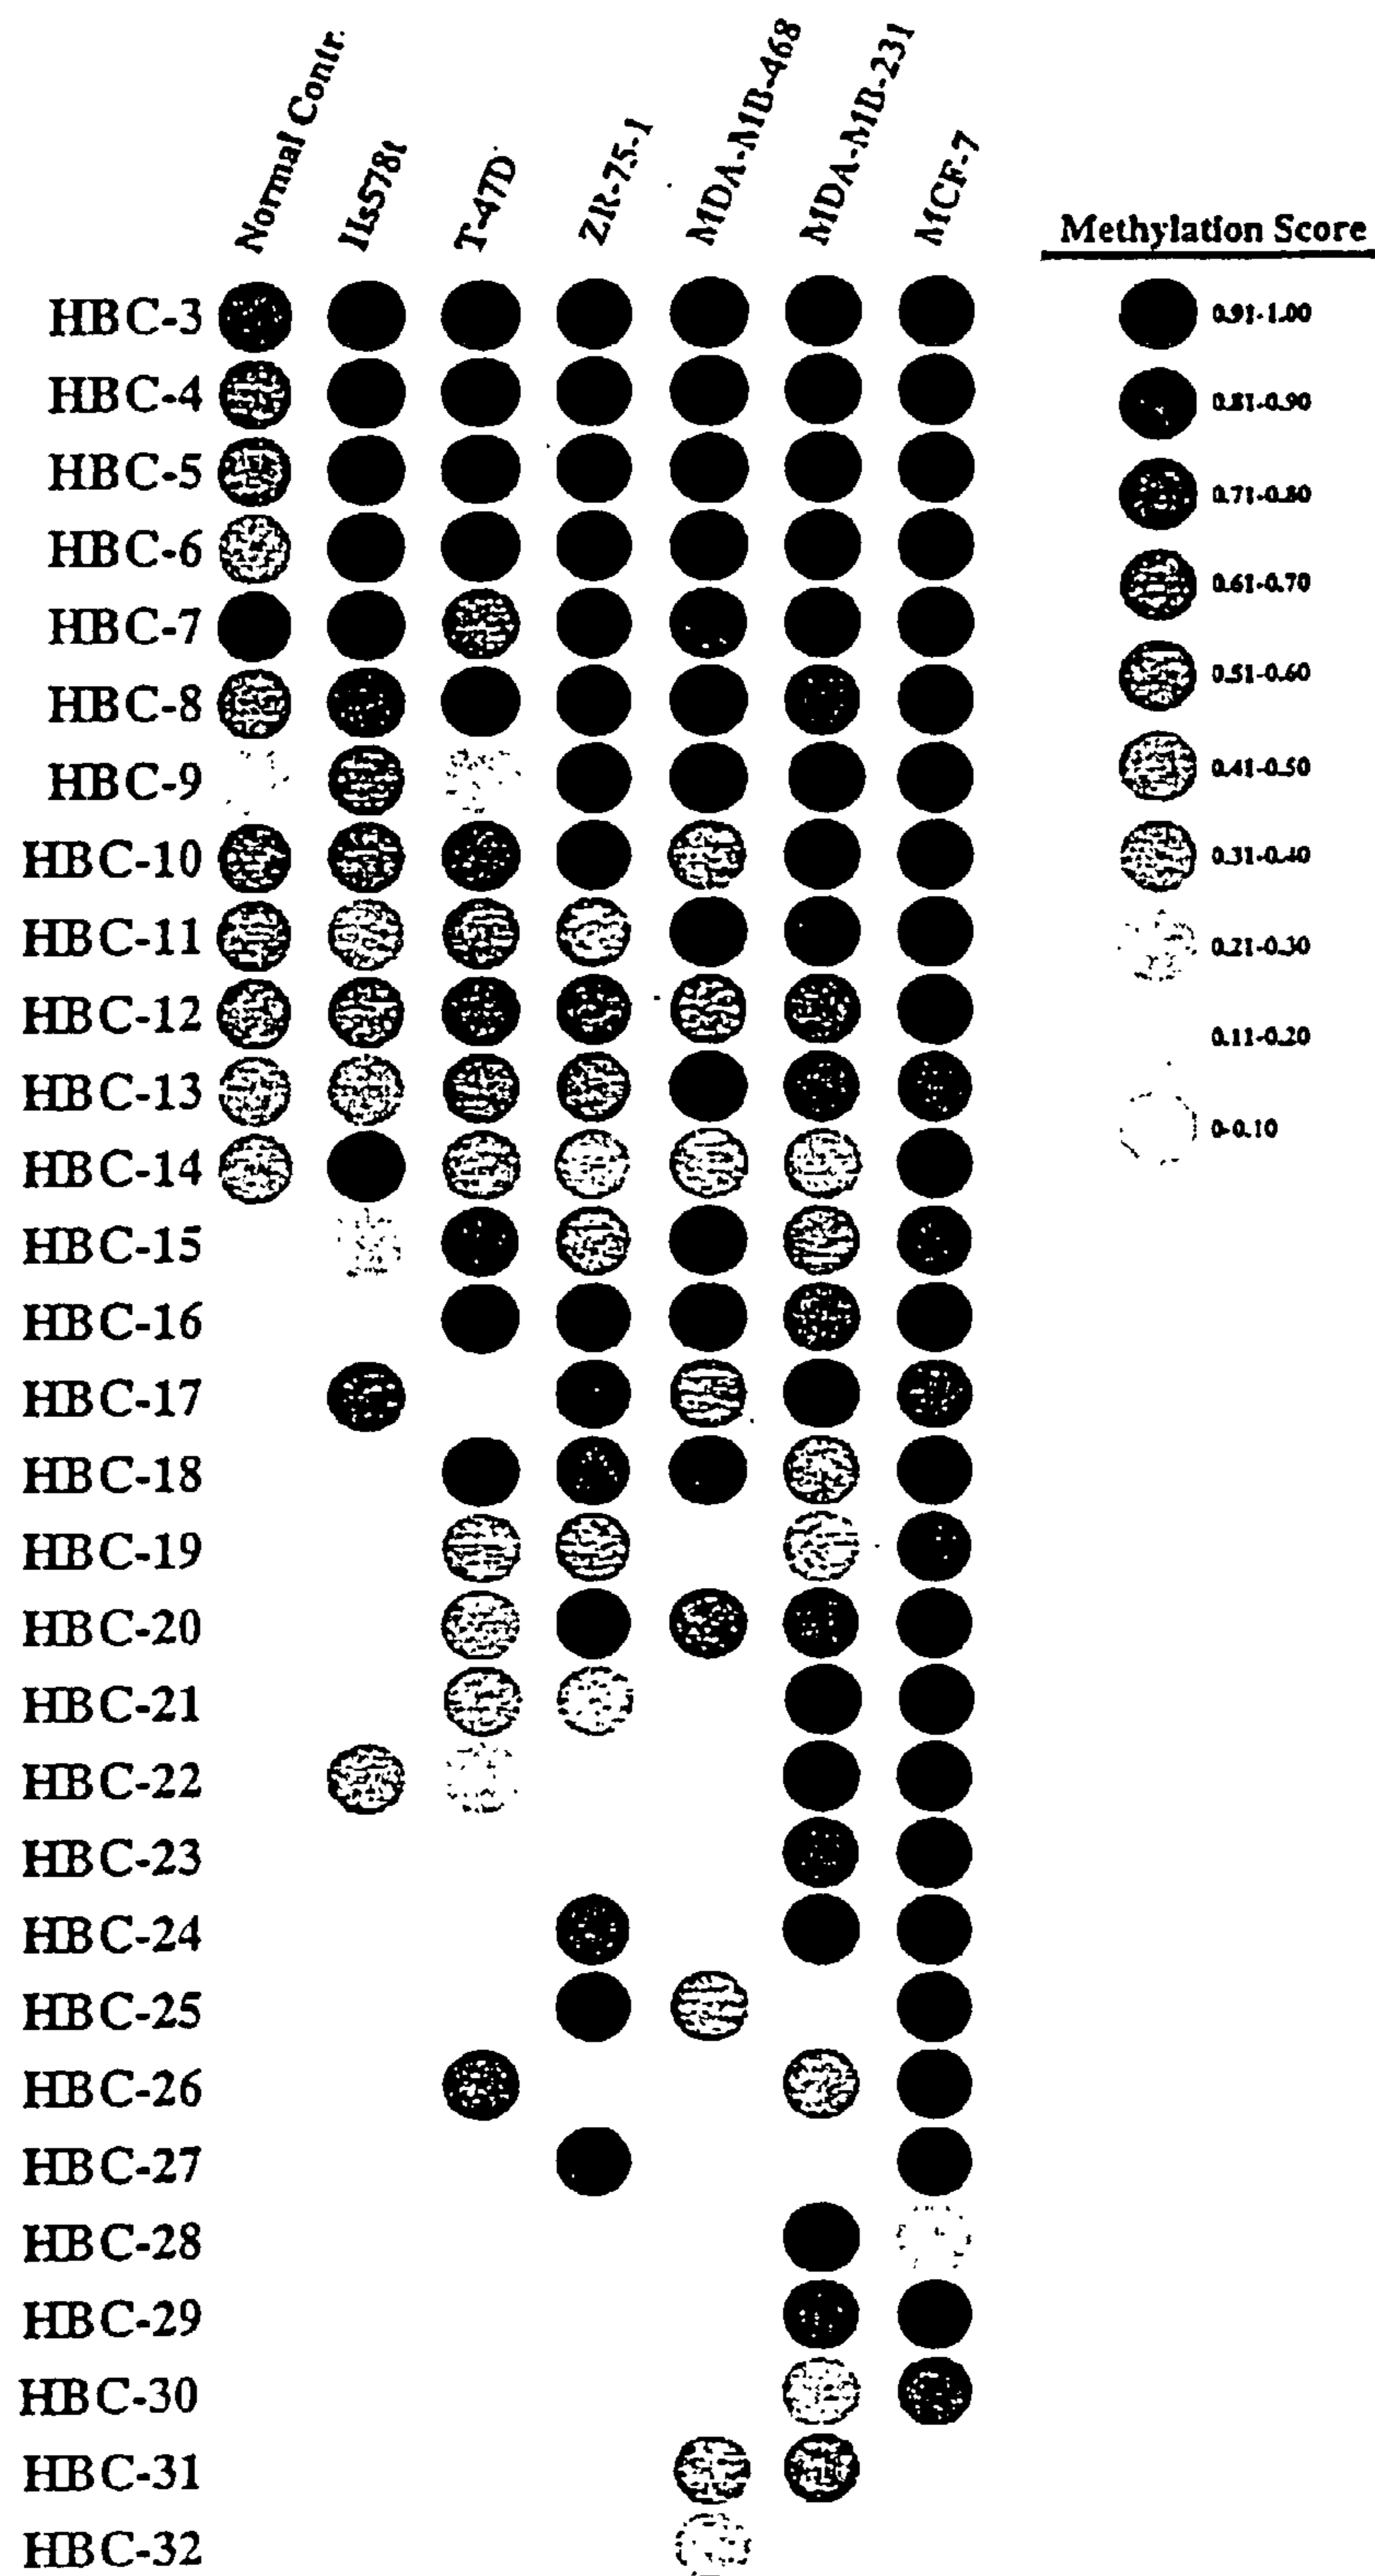 Normal Contr.
Hs578t
T-47D
ZR-75-1
MDA-MB-468
MDA-MB-231
MCF-7
Methylation Score
HBC-3
HBC-4
HBC-5
HBC-6
HBC-7
HBC-8
HBC-9
HBC-10
HBC-11
HBC-12
HBC-13
HBC-14
HBC-15
HBC-16
HBC-17
HBC-18
HBC-19
HBC-20
HBC-21
HBC-22
HBC-23
HBC-24
HBC-25
HBC-26
HBC-27
HBC-28
HBC-29
HBC-30
HBC-31
HBC-32
0.91-1.00
0.81-0.90
0.71-0.80
0.61-0.70
0.51-0.60
0.41-0.50
0.31-0.40
0.21-0.30
0.11-0.20
0-0.10